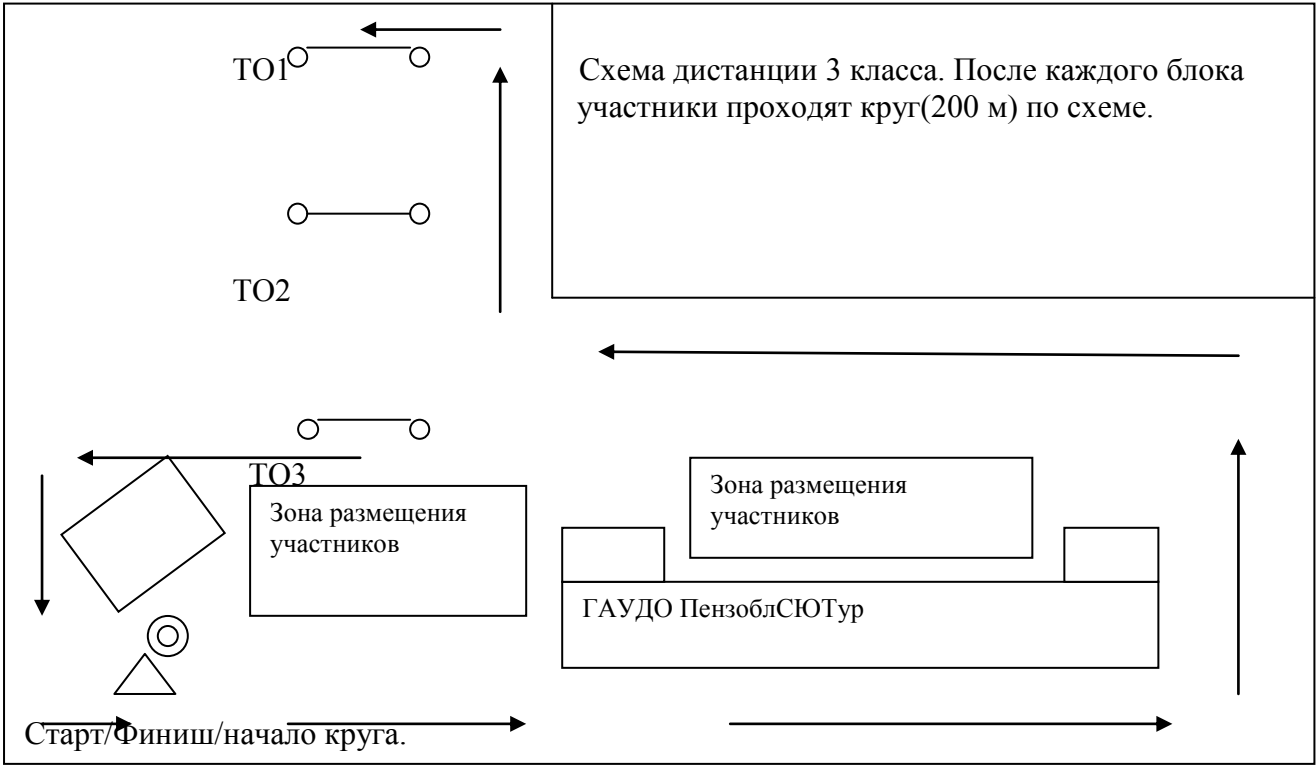 ТО1
Схема дистанции 3 класса. После каждого блока
участники проходят круг(200 м) по схеме.
ТО2
ТО3
Зона размещения
участников
Зона размещения
участников
ГАУДО ПензоблСЮТур
Старт/Финиш/начало круга.